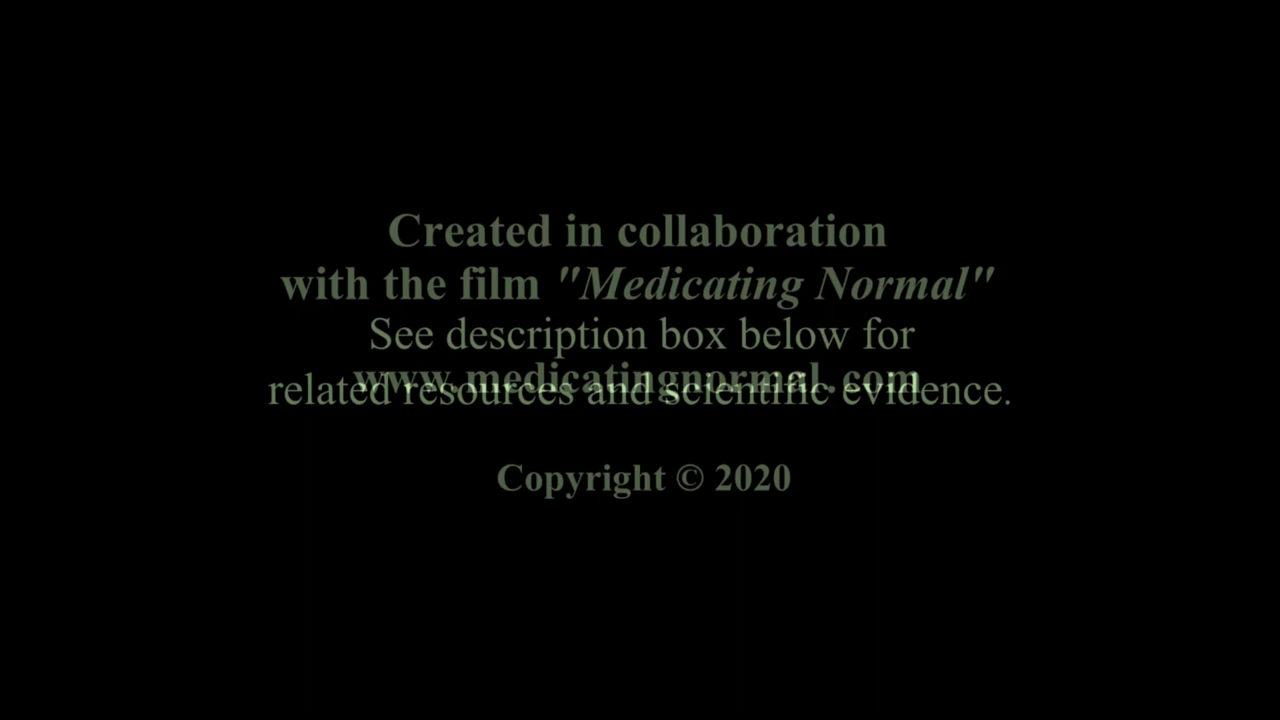 Created in collaboration
with the film "Medicating Normal"
See description box below for
www.medicatingnormal.com
related resources and scientific evidence.
Copyright © 2020